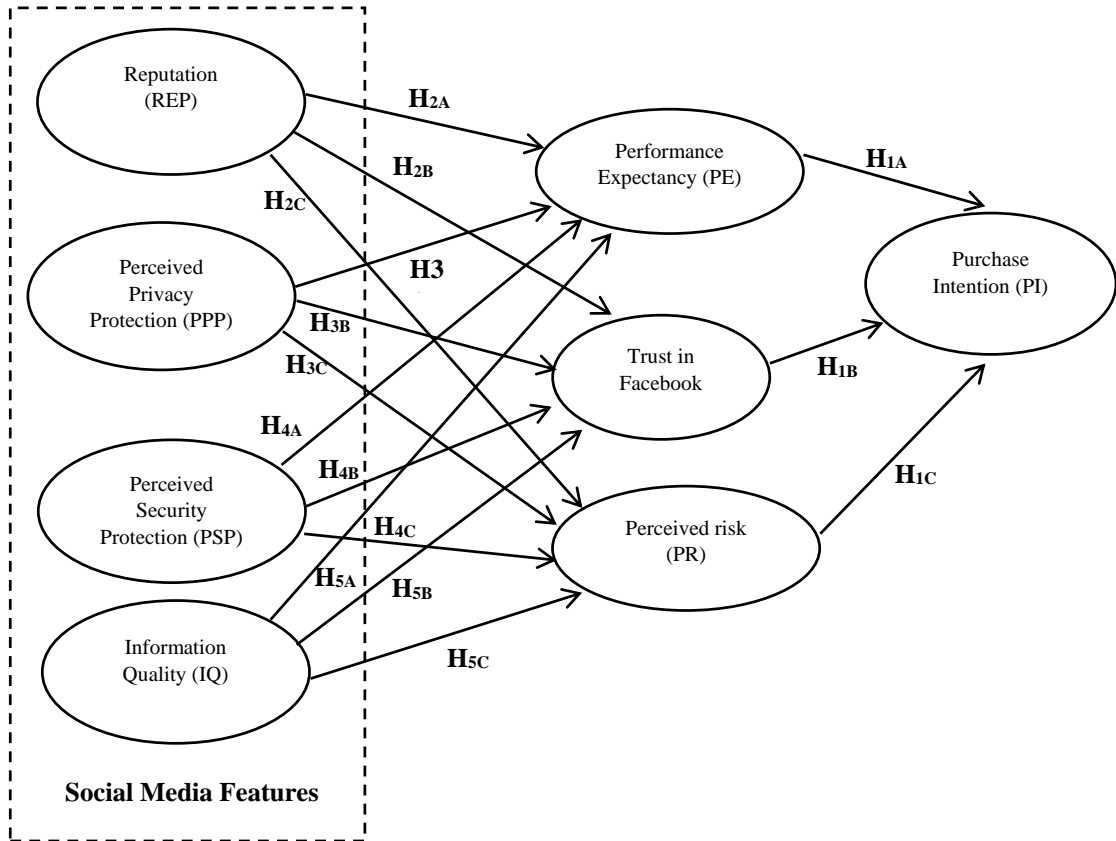 Reputation
(REP)
H2A
H2B
H2C
Performance
Expectancy (PE)
H1A
Perceived
Privacy
Protection (PPP)
H3
H3B
H3C
Purchase
Intention (PI)
Trust in
Facebook
H1B
H4A
H4B
H4C
Perceived
Security
Protection (PSP)
Perceived risk
(PR)
H1C
H5A
H5B
H5C
Information
Quality (IQ)
Social Media Features